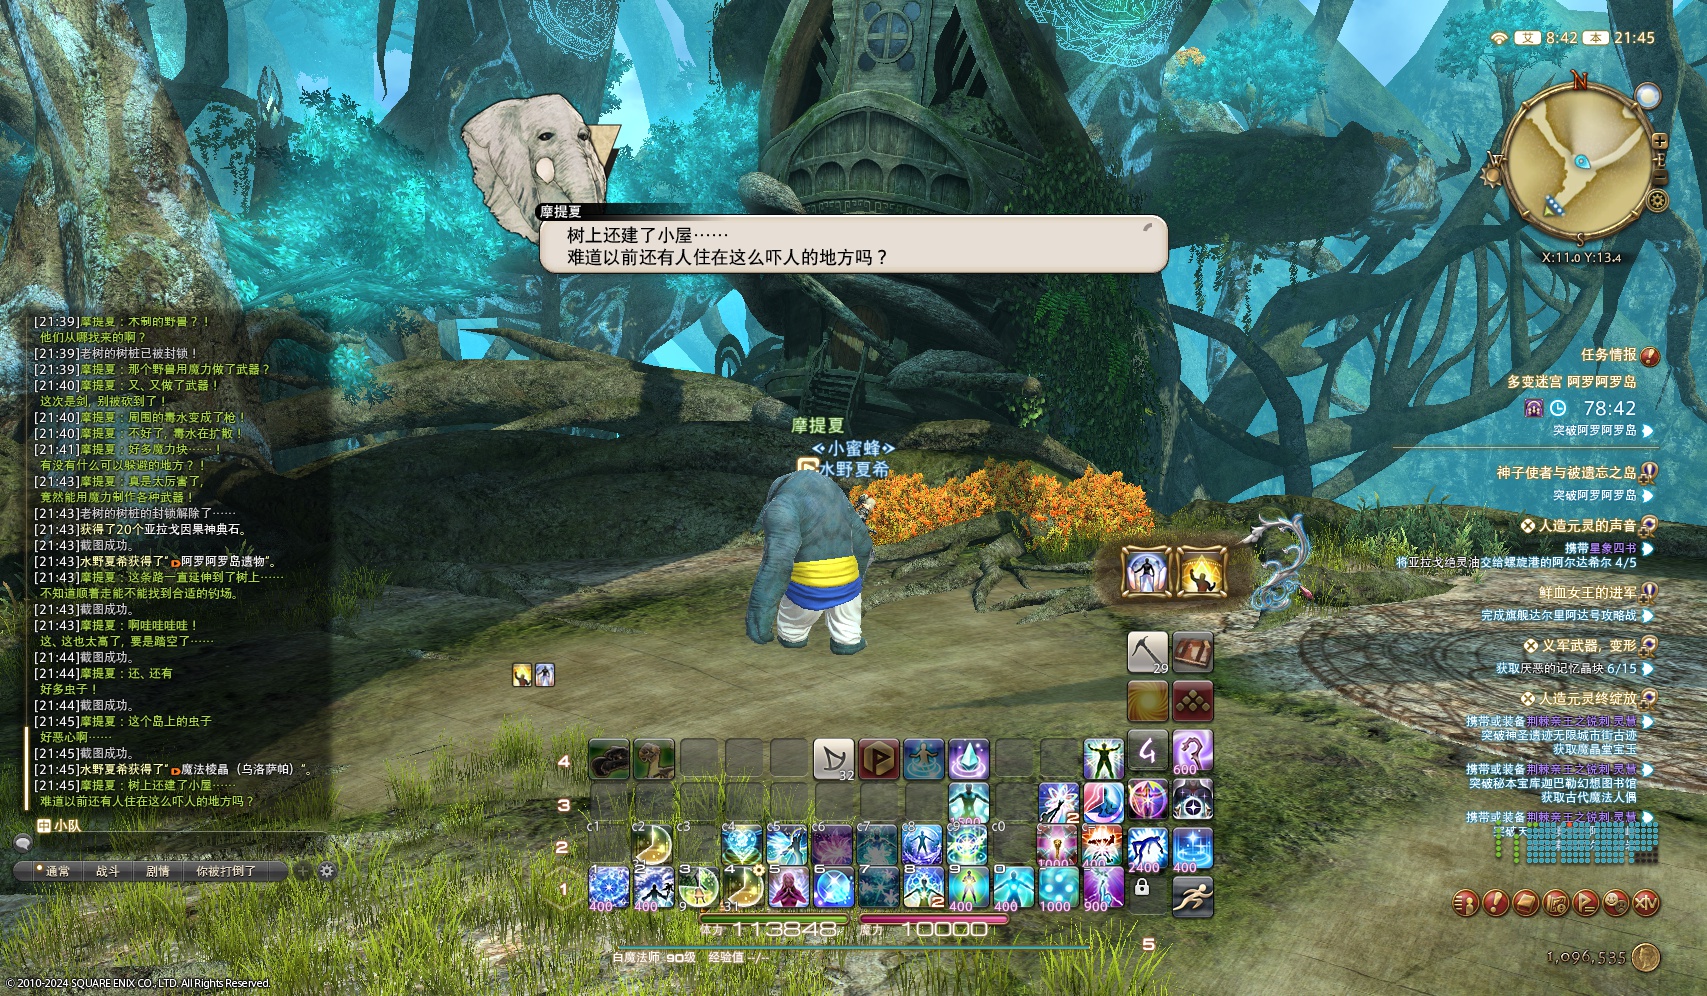 艾 8:42 本 21:45
N
W
E
S
X:11.0 Y:13.4
摩提夏
树上还建了小屋……
难道以前还有人住在这么吓人的地方吗？
[21:39]摩提夏：木制的野兽？！
他们从哪找来的啊？
[21:39]老树的树桩已被封锁！
[21:39]摩提夏：那个野兽用魔力做了武器？
[21:40]摩提夏：又、又做了武器！
这次是剑，别被砍到了！
[21:40]摩提夏：周围的毒水变成了枪！
[21:40]摩提夏：不好了，毒水在扩散！
[21:41]摩提夏：好多魔力块……！
有没有什么可以躲避的地方？！
[21:43]摩提夏：真是太厉害了，
竟然能用魔力制作各种武器！
[21:43]老树的树桩的封锁解除了……
[21:43]获得了20个亚拉戈因果神典石。
[21:43]截图成功。
[21:43]水野夏希获得了“阿罗阿罗岛遗物”。
[21:43]摩提夏：这条路一直延伸到了树上……
不知道顺着走能不能找到合适的钓场。
[21:43]截图成功。
[21:43]摩提夏：啊哇哇哇哇！
这、这也太高了，要是踏空了……
[21:44]截图成功。
[21:44]摩提夏：还、还有
好多虫子！
[21:44]截图成功。
[21:45]摩提夏：这个岛上的虫子
好恶心啊……
[21:45]截图成功。
[21:45]水野夏希获得了“魔法棱晶（乌洛萨帕）”。
[21:45]摩提夏：树上还建了小屋……
难道以前还有人住在这么吓人的地方吗？
小队
通常 战斗 剧情 你被打倒了
摩提夏
小蜜蜂
水野夏希
任务情报
多变迷宫 阿罗阿罗岛
78:42
突破阿罗阿罗岛
神子使者与被遗忘之岛
突破阿罗阿罗岛
人造元灵的声音
携带星象四书
将亚拉戈绝灵油交给螺旋港的阿尔达希尔 4/5
鲜血女王的进军
完成旗舰达尔里阿达号攻略战
义军武器，变形
获取厌恶的记忆晶块 6/15
人造元灵终绽放
携带或装备荆棘亲王之锐刺·灵慧
突破神圣遗迹无限城市街古迹
获取魔晶堂宝玉
携带或装备荆棘亲王之锐刺·灵慧
突破秘本宝库迦巴勒幻想图书馆
获取古代魔法人偶
携带或装备荆棘亲王之锐刺·灵慧
29
4
32
600
3
2
c1 c2 c3 c5 c6 c7 c8 c0
1000 400 2400 400
1
400 400 9 31 2 400 400 1000 900
体力 113848 魔力 10000
5
白魔法师 90级 经验值 -/-
1,096,535
© 2010-2024 SQUARE ENIX CO., LTD. All Rights Reserved.